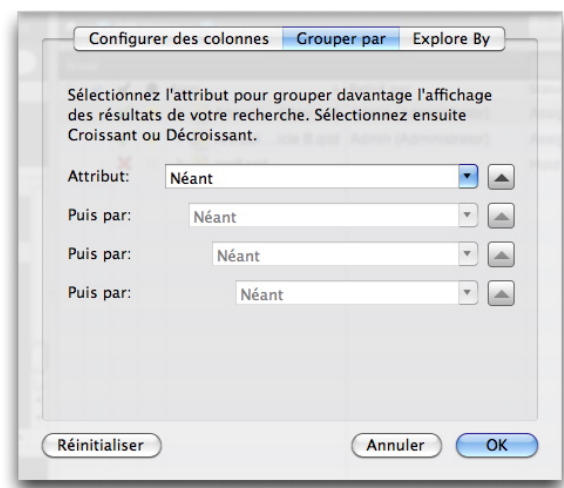 Configurer des colonnes Grouper par Explore By
Sélectionnez l'attribut pour grouper davantage l'affichage
des résultats de votre recherche. Sélectionnez ensuite
Croissant ou Décroissant.
Attribut: Néant
Puis par: Néant
Puis par: Néant
Puis par: Néant
Réinitialiser Annuler OK